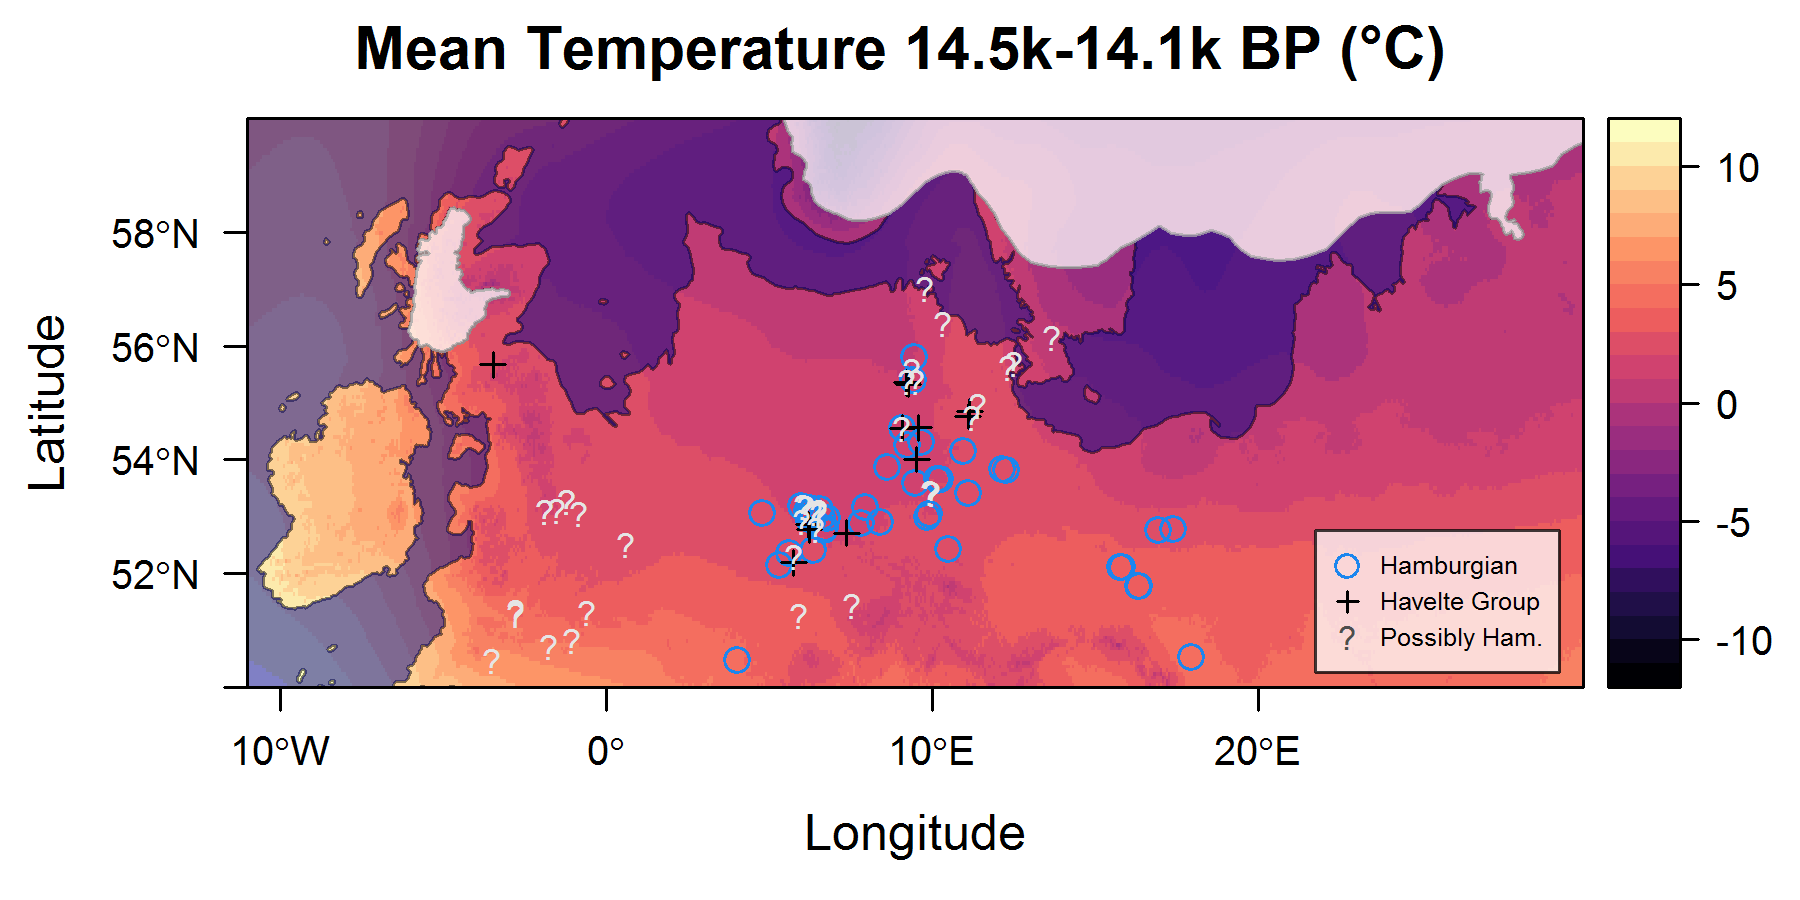 Mean Temperature 14.5k-14.1k BP (°C)
Latitude
58°N
56°N
54°N
52°N
10°W
0°
10°E
20°E
Longitude
Hamburgian
Havelte Group
? Possibly Ham.
10
5
0
-5
-10